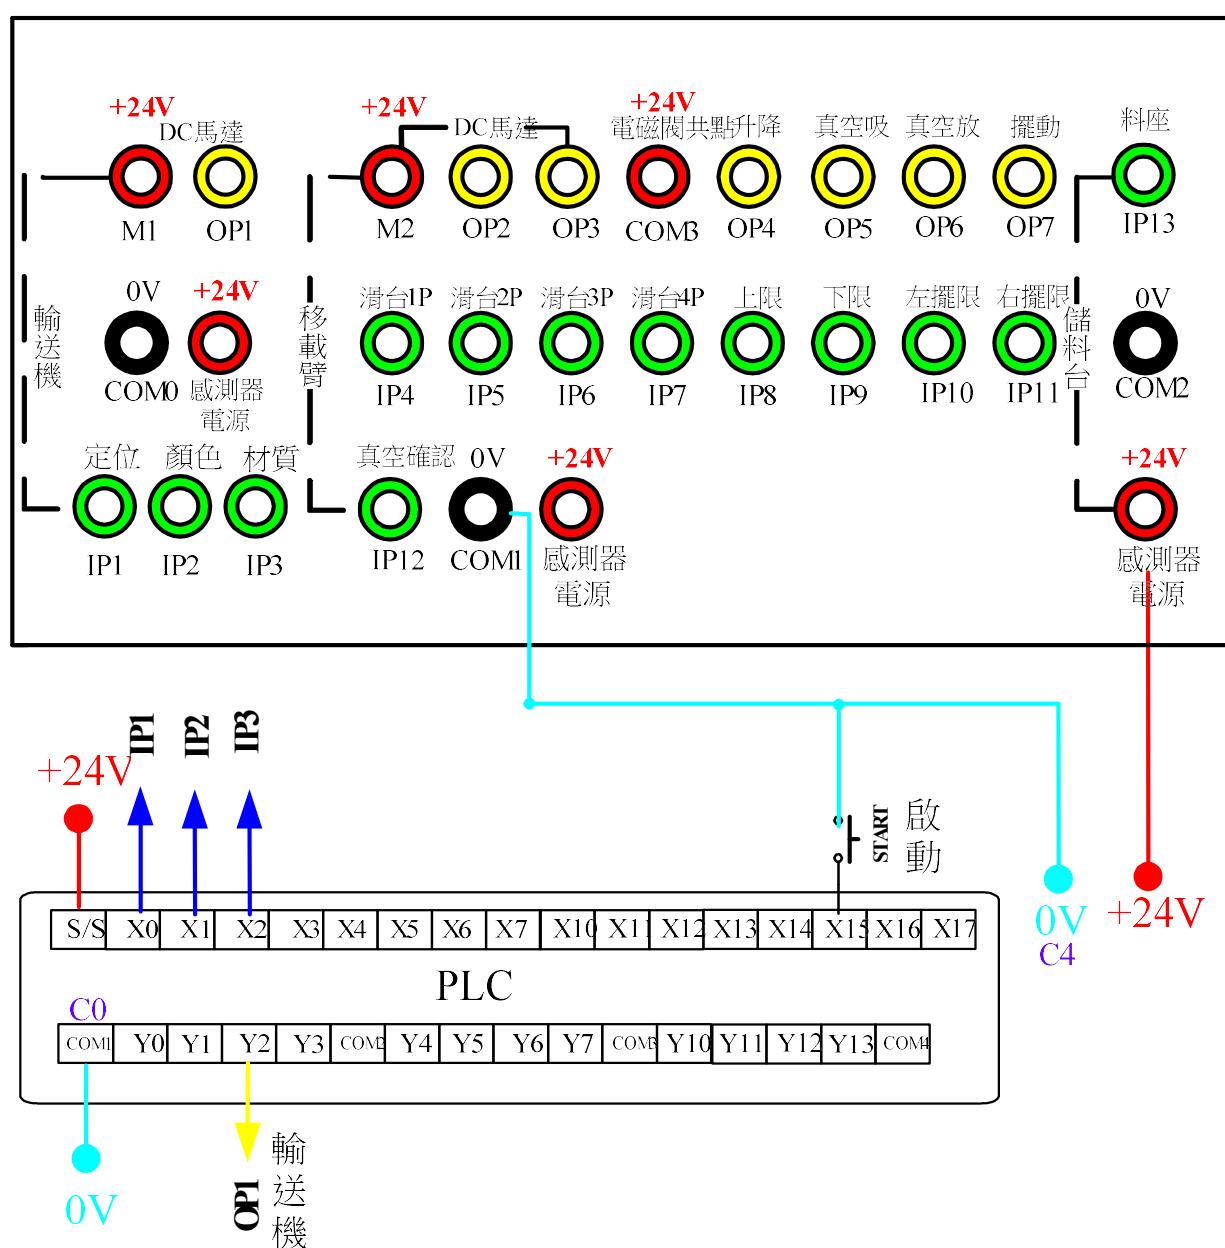 +24V +24V +24V
DC馬達 DC馬達 電磁閥共點 升降 真空吸 真空放 擺動 料座
M1 OP1 M2 OP2 OP3 COM3 OP4 OP5 OP6 OP7 IP13
0V +24V 滑台1P 滑台2P 滑台3P 滑台4P 上限 下限 左擺限 右擺限 0V
輸送機 移載臂 儲料台
COM0 感測器 IP4 IP5 IP6 IP7 IP8 IP9 IP10 IP11 COM2
電源
定位 顏色 材質 真空確認 0V +24V +24V
IP1 IP2 IP3 IP12 COM1 感測器 感測器
電源 電源
IP1 IP2 IP3
+24V
START 啟動
0V +24V
C4
S/S X0 X1 X2 X3 X4 X5 X6 X7 X10 X11 X12 X13 X14 X15 X16 X17
PLC
C0
COM1 Y0 Y1 Y2 Y3 COM2 Y4 Y5 Y6 Y7 COM3 Y10 Y11 Y12 Y13 COM4
0V OP1 輸送機